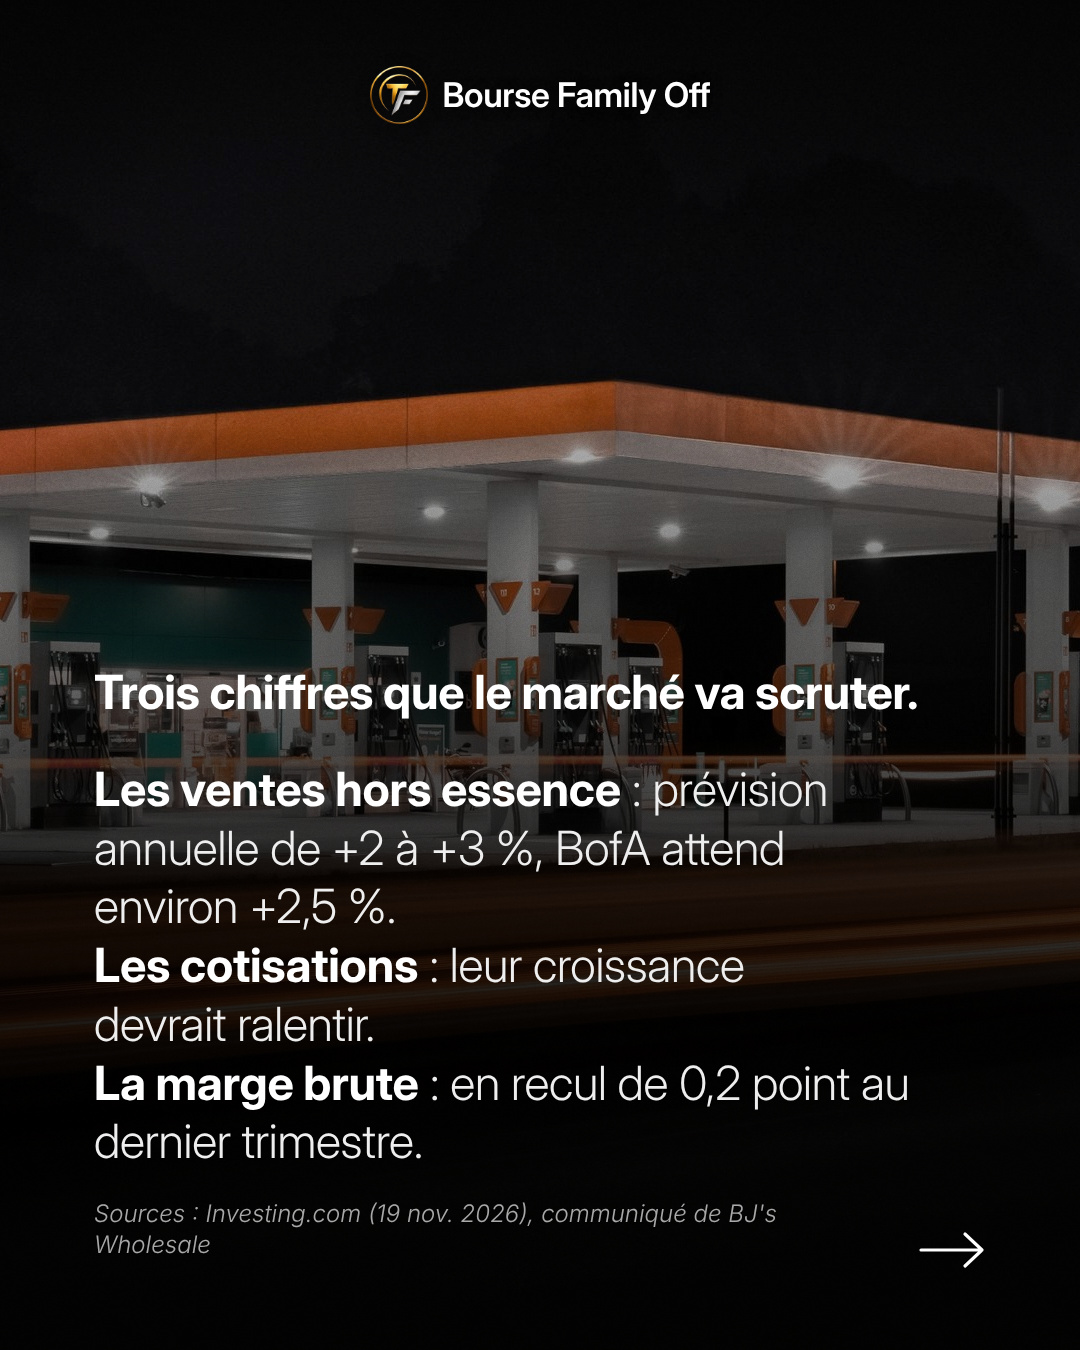 TF Bourse Family Off
Trois chiffres que le marché va scruter.
Les ventes hors essence : prévision
annuelle de +2 à +3 %, BofA attend
environ +2,5 %.
Les cotisations : leur croissance
devrait ralentir.
La marge brute : en recul de 0,2 point au
dernier trimestre.
Sources : Investing.com (19 nov. 2026), communiqué de BJ's
Wholesale